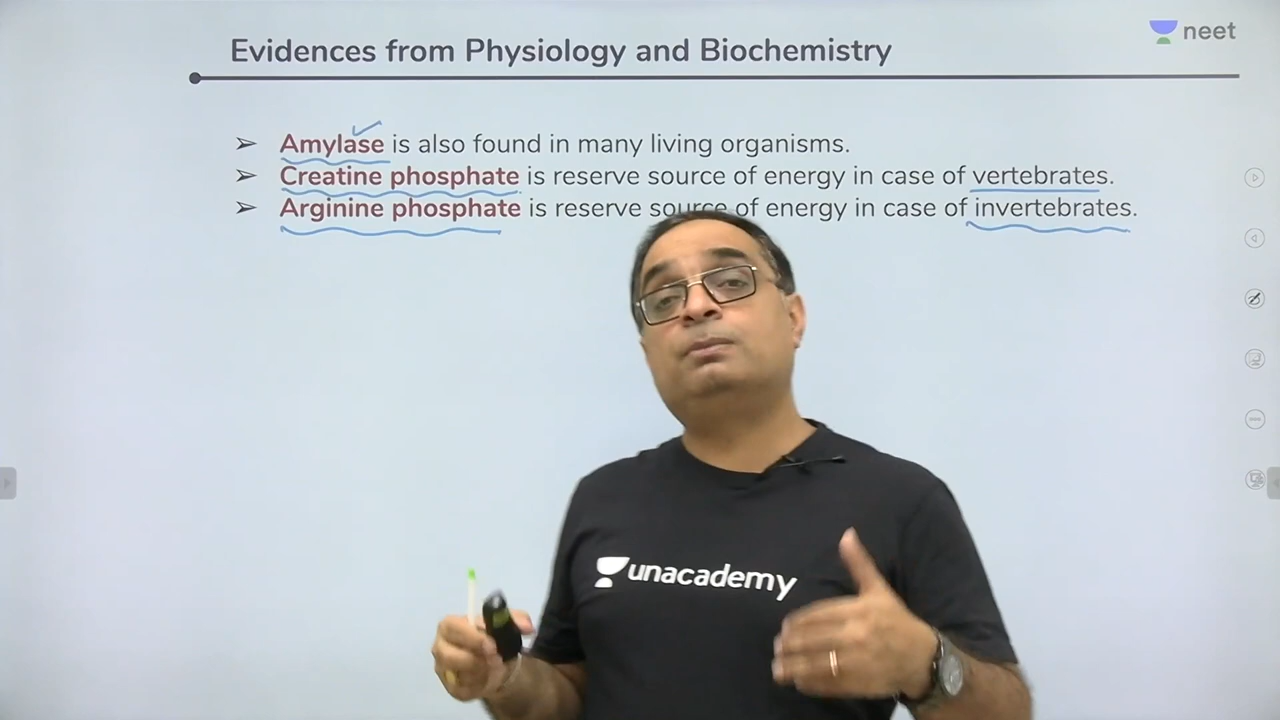 Evidences from Physiology and Biochemistry
neet
➢ Amylase is also found in many living organisms.
➢ Creatine phosphate is reserve source of energy in case of vertebrates.
➢ Arginine phosphate is reserve source of energy in case of invertebrates.
unacademy